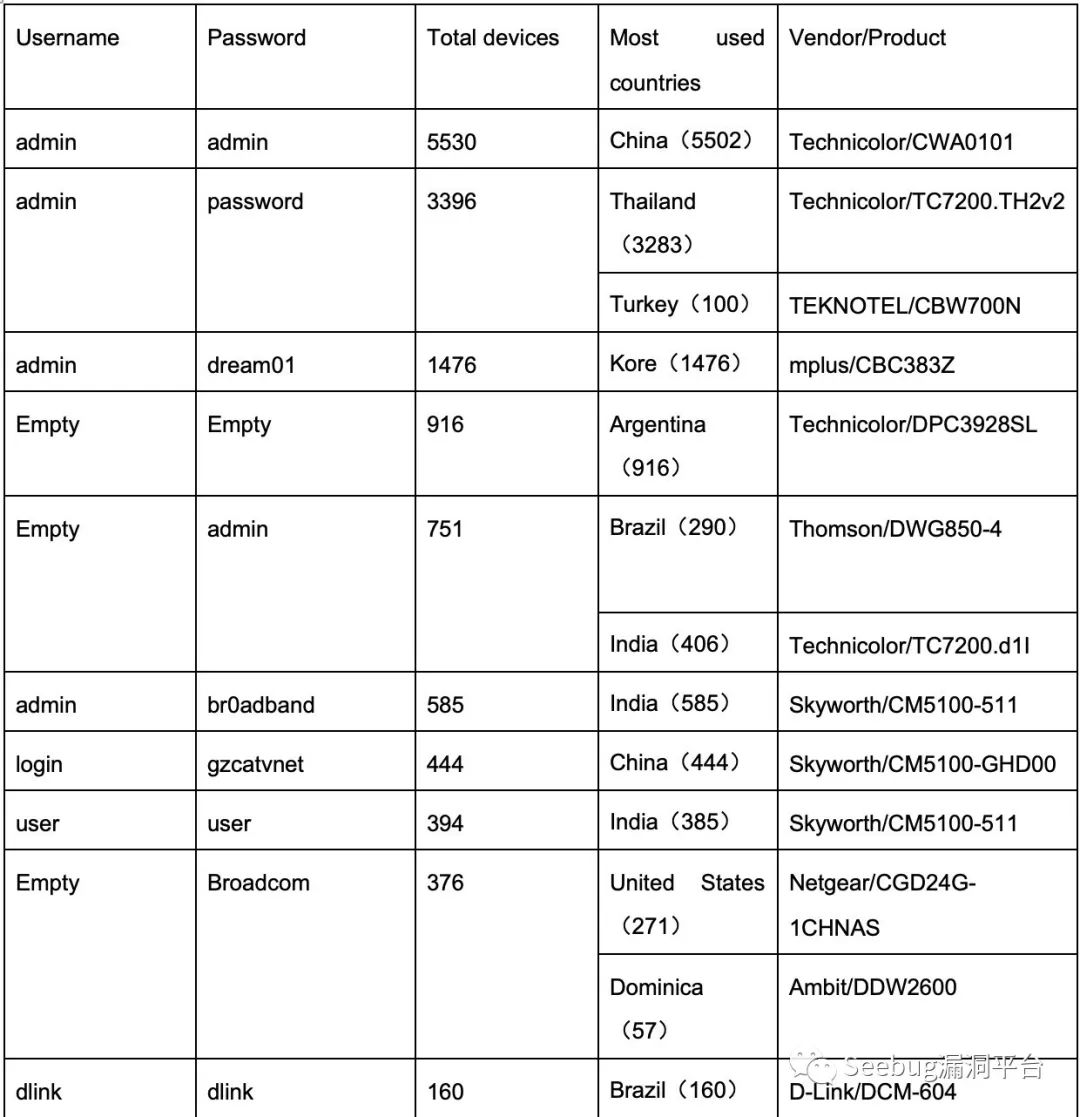 Username Password Total devices Most used Vendor/Product
countries
admin admin 5530 China（5502） Technicolor/CWA0101
admin password 3396 Thailand Technicolor/TC7200.TH2v2
（3283）
Turkey（100） TEKNOTEL/CBW700N
admin dream01 1476 Kore（1476） mplus/CBC383Z
Empty Empty 916 Argentina Technicolor/DPC3928SL
（916）
Empty admin 751 Brazil（290） Thomson/DWG850-4
India（406） Technicolor/TC7200.d1I
admin br0adband 585 India（585） Skyworth/CM5100-511
login gzcatvnet 444 China（444） Skyworth/CM5100-GHD00
user user 394 India（385） Skyworth/CM5100-511
Empty Broadcom 376 United States Netgear/CGD24G-
（271） 1CHNAS
Dominica Ambit/DDW2600
（57）
Seebug漏洞平台
dlink dlink 160 Brazil（160） D-Link/DCM-604